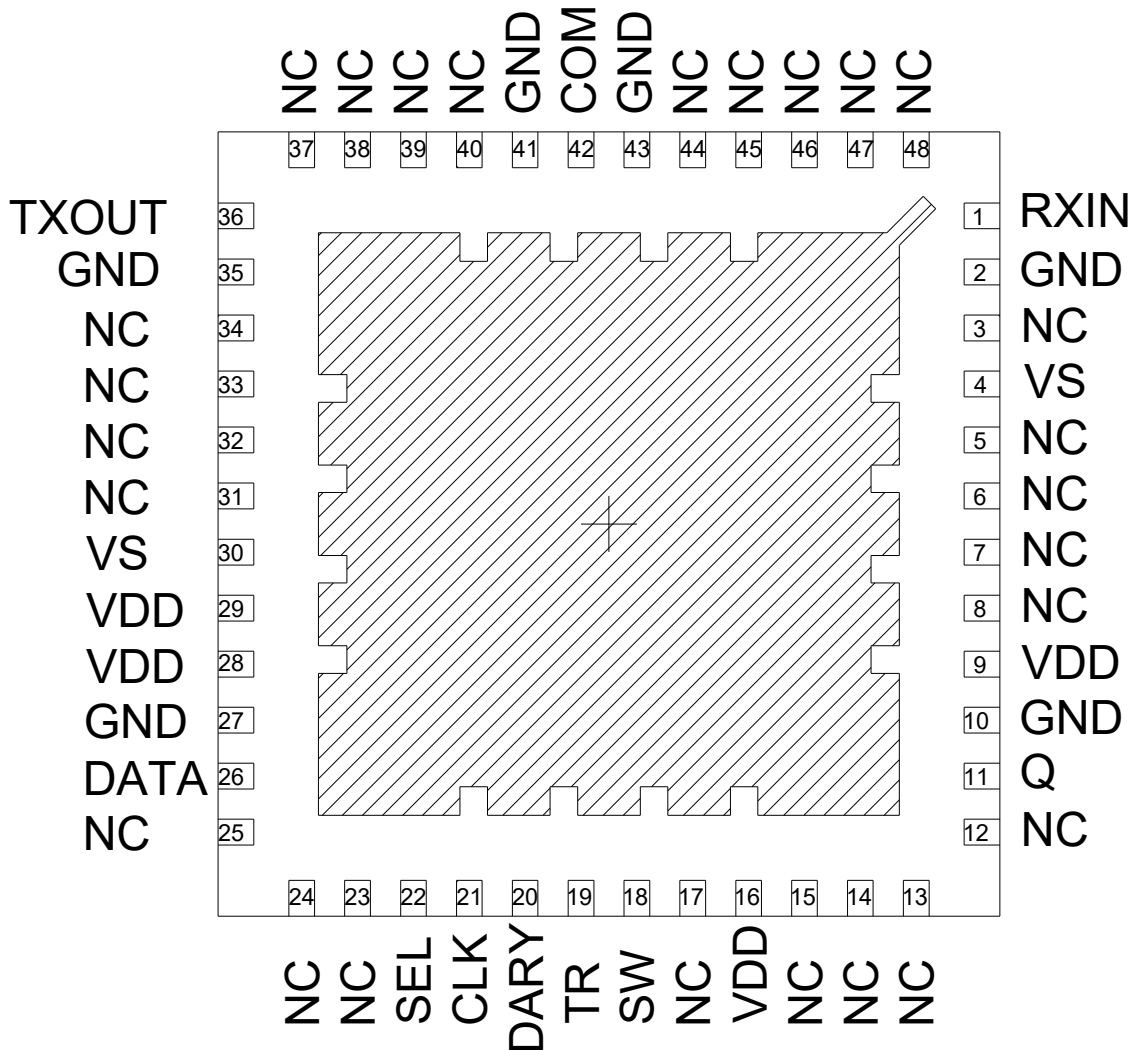 NC NC NC NC GND COM GND NC NC NC NC NC
37 38 39 40 41 42 43 44 45 46 47 48
TXOUT 36 1 RXIN
GND 35 2 GND
NC 34 3 NC
NC 33 4 VS
NC 32 5 NC
NC 31 6 NC
VS 30 7 NC
VDD 29 8 NC
VDD 28 9 VDD
GND 27 10 GND
DATA 26 11 Q
NC 25 12 NC
24 23 22 21 20 19 18 17 16 15 14 13
NC NC SEL CLK DARY TR SW NC VDD NC NC NC